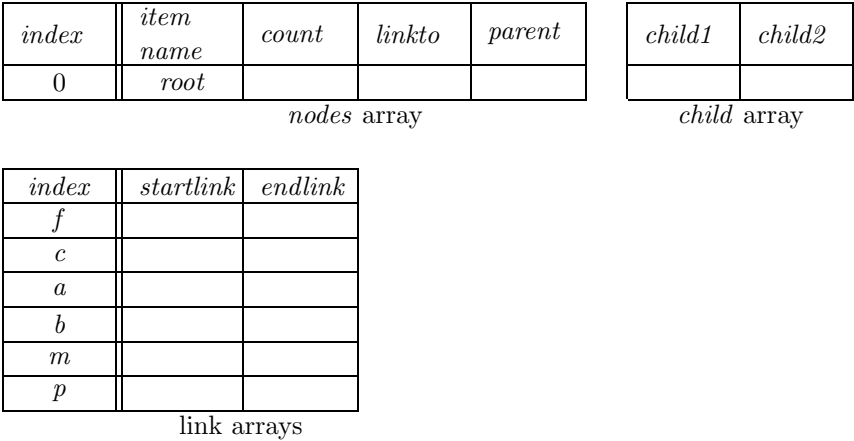 index item name count linkto parent child1 child2
0 root
nodes array child array
index startlink endlink
f
c
a
b
m
p
link arrays